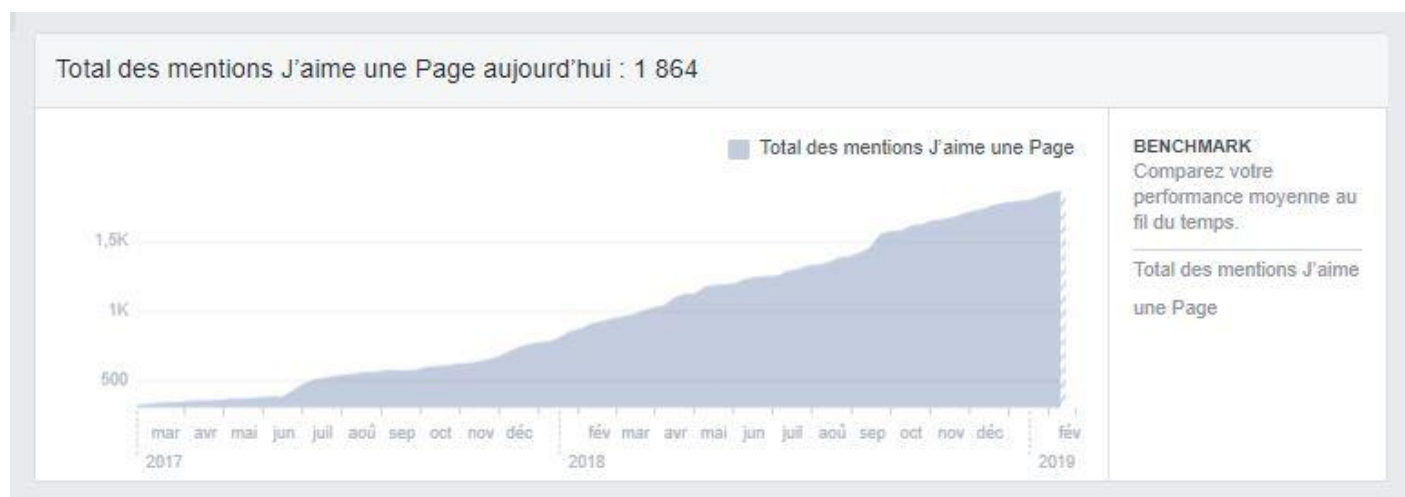 Total des mentions J'aime une Page aujourd'hui : 1 864
Total des mentions J'aime une Page
BENCHMARK
Comparez votre
performance moyenne au
fil du temps.
Total des mentions J'aime
une Page
1,5K
1K
500
mar avr mai jun juil aoû sep oct nov déc fév mar avr mai jun juil aoû sep oct nov déc fév
2017 2018 2019